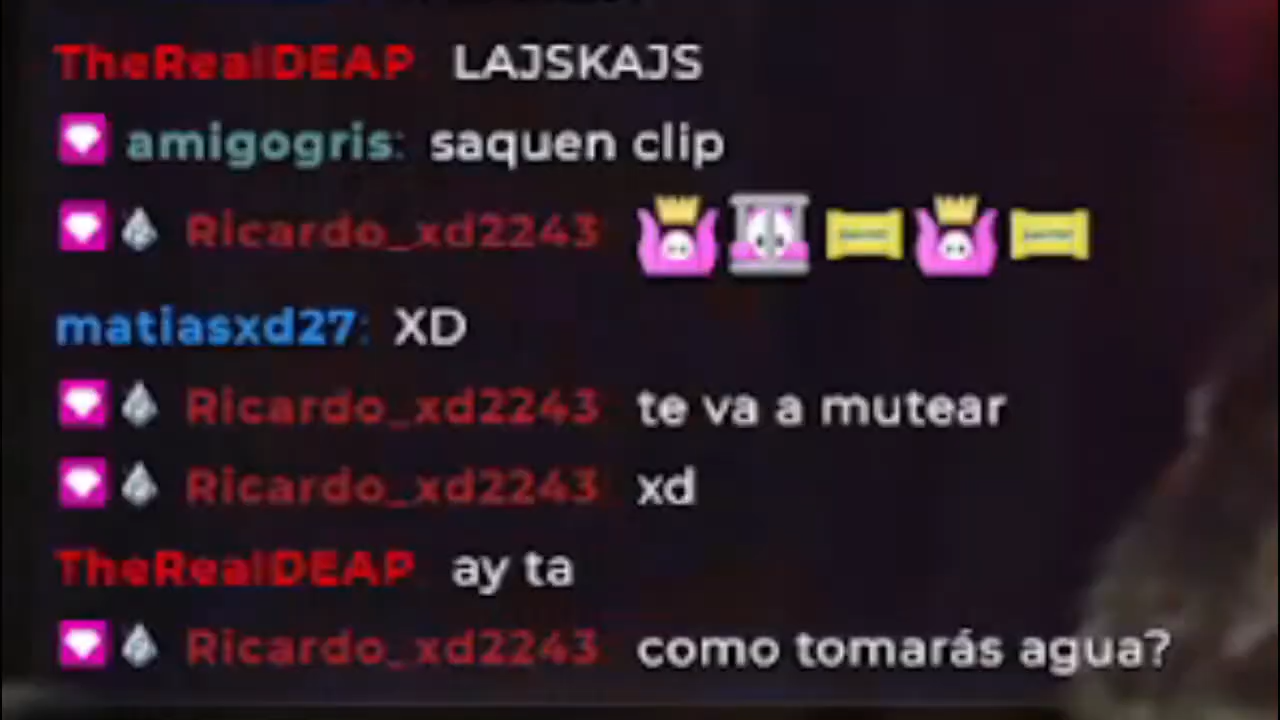 TheRealDEAP: LAJSKAJS
amigogris: saquen clip
Ricardo_xd2243:
matiasxd27: XD
Ricardo_xd2243: te va a mutear
Ricardo_xd2243: xd
TheRealDEAP: ay ta
Ricardo_xd2243: como tomarás agua?